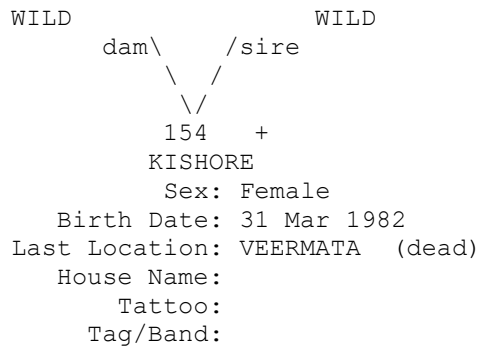 WILD WILD
dam\ /sire
\ /
\/
154 +
KISHORE
Sex: Female
Birth Date: 31 Mar 1982
Last Location: VEERMATA (dead)
House Name:
Tattoo:
Tag/Band: